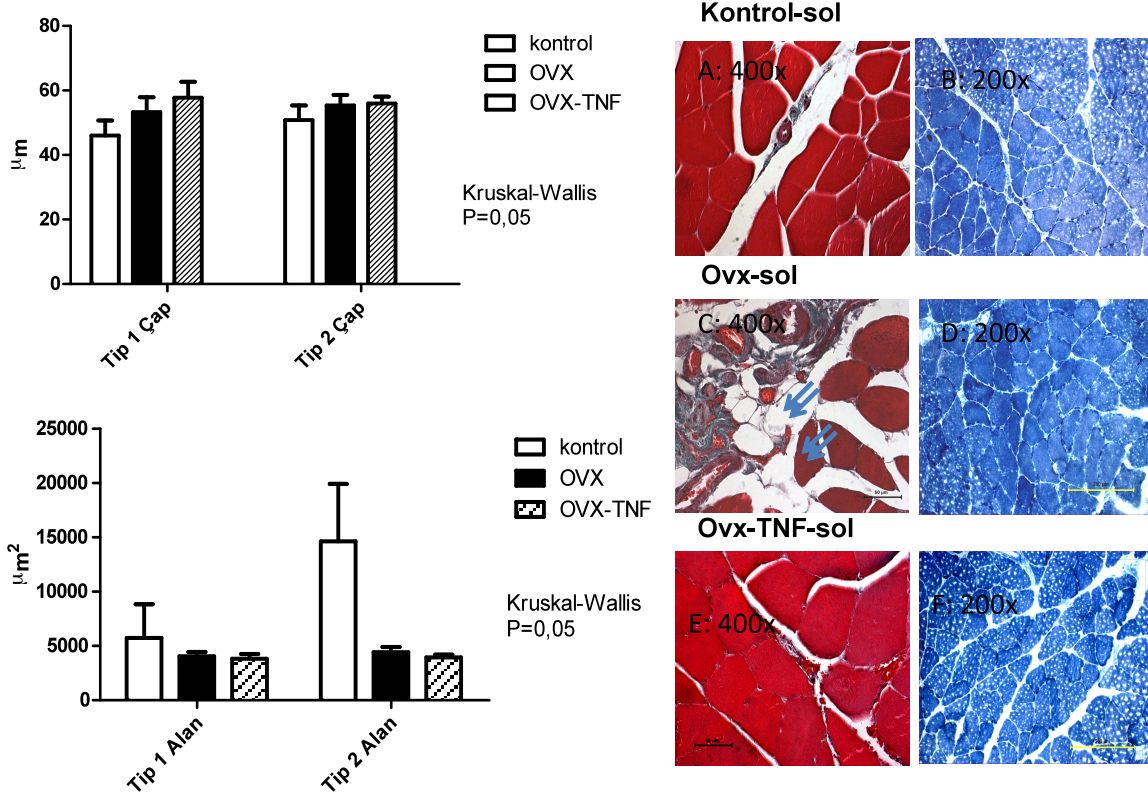 80
60
40
20
0
μm
Tip 1 Çap
Tip 2 Çap
kontrol
OVX
OVX-TNF
Kruskal-Wallis
P=0,05
25000
20000
15000
10000
5000
0
μm²
Tip 1 Alan
Tip 2 Alan
kontrol
OVX
OVX-TNF
Kruskal-Wallis
P=0,05
Kontrol-sol
A: 400x
B: 200x
Ovx-sol
C: 400x
D: 200x
50 μm
Ovx-TNF-sol
E: 400x
F: 200x